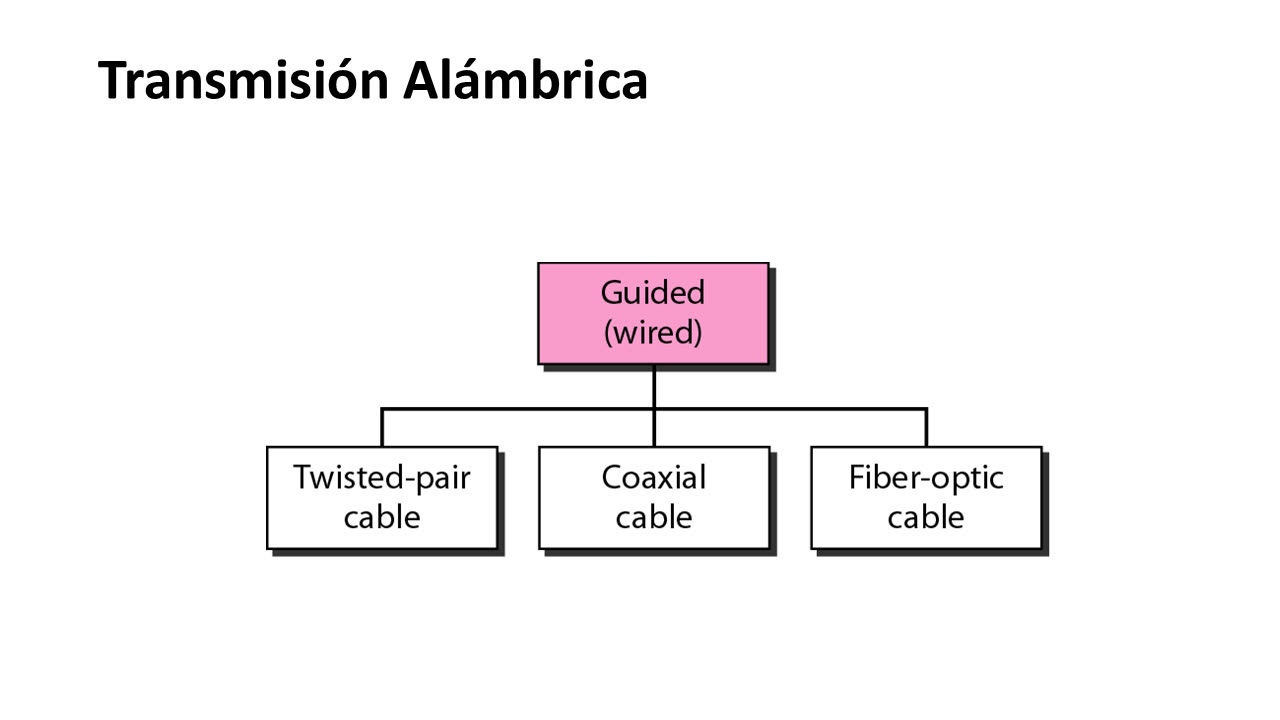 Transmisión Alámbrica
Guided
(wired)
Twisted-pair
cable
Coaxial
cable
Fiber-optic
cable